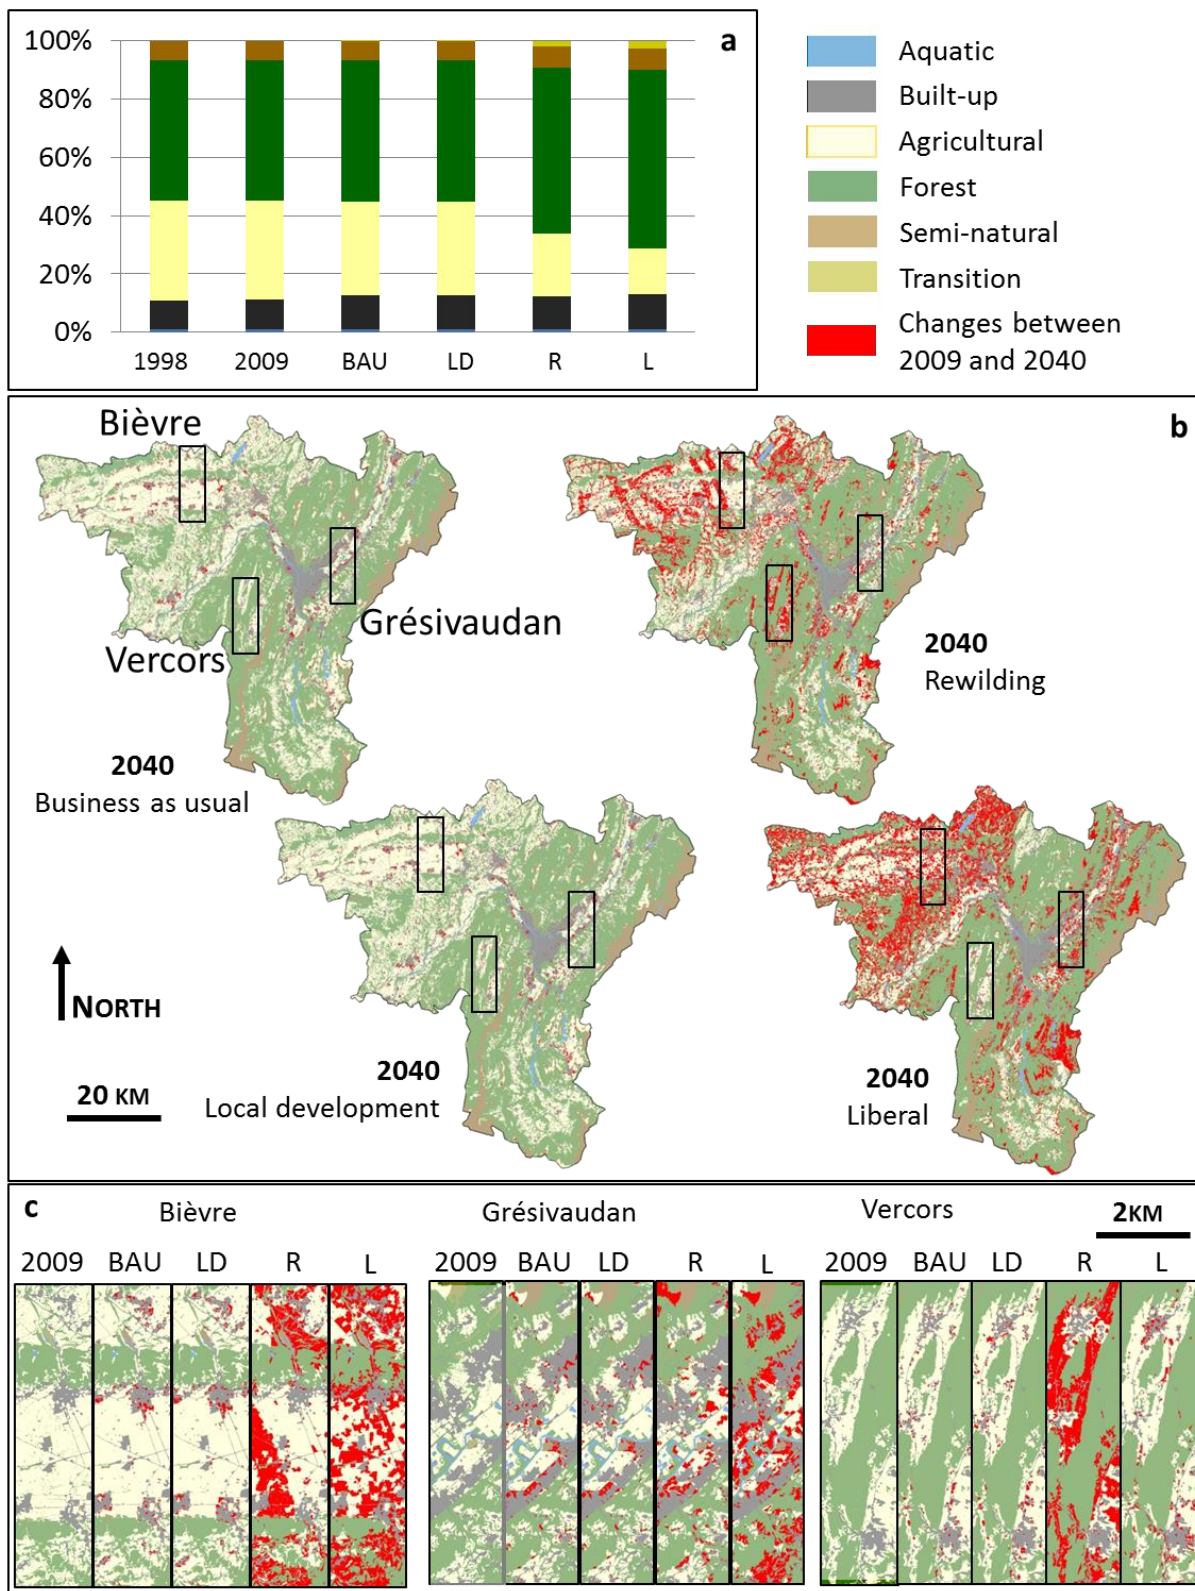 a
100%
80%
60%
40%
20%
0%
1998 2009 BAU LD R L
Aquatic
Built-up
Agricultural
Forest
Semi-natural
Transition
Changes between
2009 and 2040
b
Bièvre
Grésivaudan
Vercors
2040
Business as usual
2040
Rewilding
NORTH
20 KM
2040
Local development
2040
Liberal
c
Bièvre
2009 BAU LD R L
Grésivaudan
2009 BAU LD R L
Vercors
2KM
2009 BAU LD R L